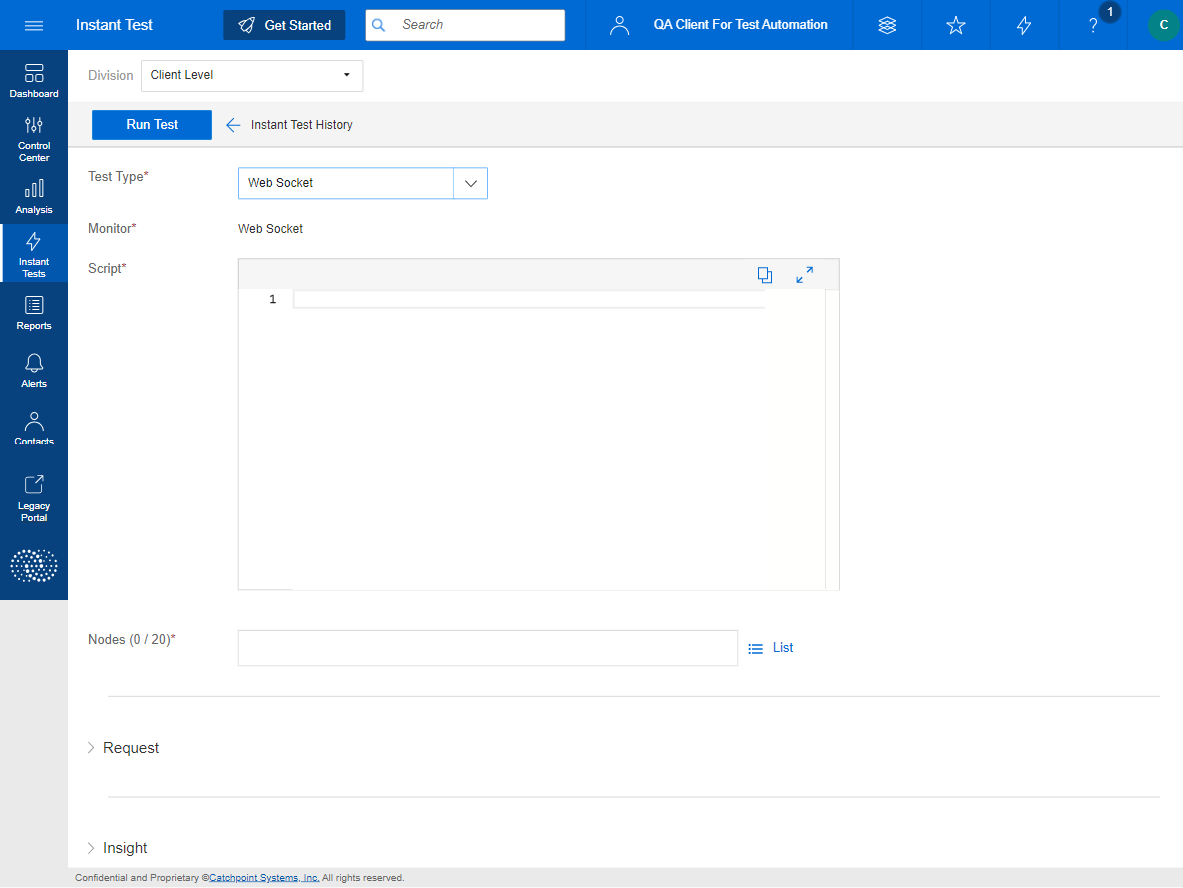 Instant Test
Get Started
Search
QA Client For Test Automation
?
1
C
Division
Client Level
Dashboard
Control
Center
Analysis
Instant
Tests
Reports
Alerts
Contacts
Legacy
Portal
Run Test
Instant Test History
Test Type*
Web Socket
Monitor*
Web Socket
Script*
1
Nodes (0 / 20)*
List
Request
Insight
Confidential and Proprietary ©Catchpoint Systems, Inc. All rights reserved.